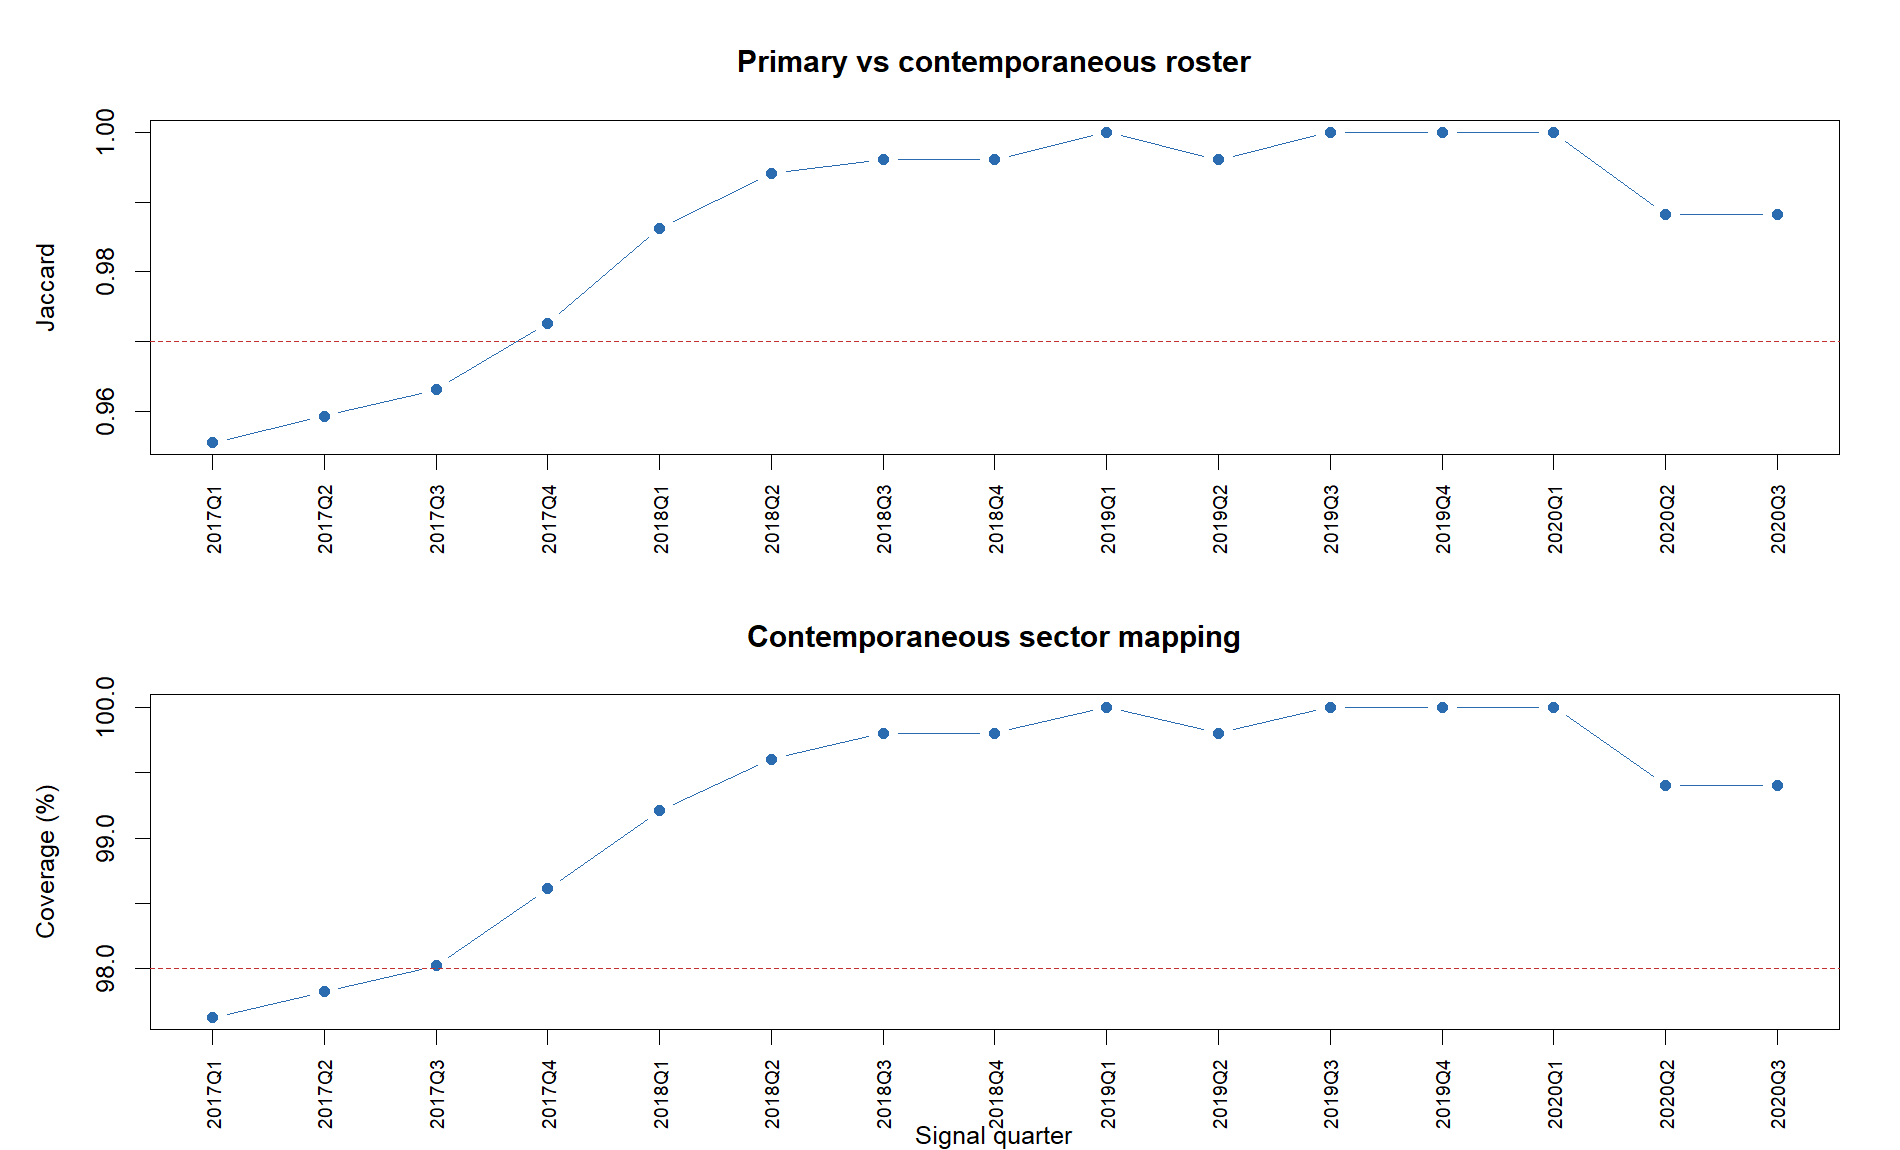 Primary vs contemporaneous roster
Jaccard
1.00
0.98
0.96
2017Q1 2017Q2 2017Q3 2017Q4 2018Q1 2018Q2 2018Q3 2018Q4 2019Q1 2019Q2 2019Q3 2019Q4 2020Q1 2020Q2 2020Q3
Contemporaneous sector mapping
Coverage (%)
100.0
99.0
98.0
2017Q1 2017Q2 2017Q3 2017Q4 2018Q1 2018Q2 2018Q3 2018Q4 2019Q1 2019Q2 2019Q3 2019Q4 2020Q1 2020Q2 2020Q3
Signal quarter